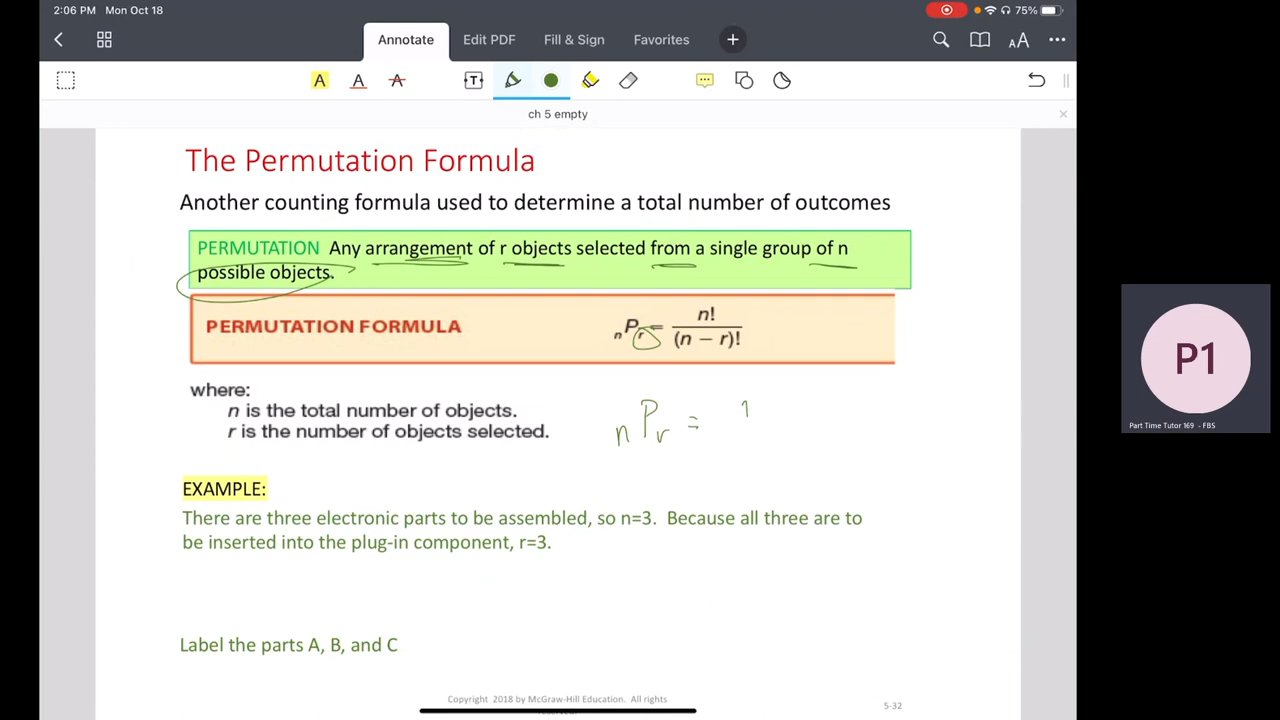 2:06 PM Mon Oct 18
75%
Annotate Edit PDF Fill & Sign Favorites
A A A T AA
ch 5 empty
The Permutation Formula
Another counting formula used to determine a total number of outcomes
PERMUTATION Any arrangement of r objects selected from a single group of n
possible objects.
PERMUTATION FORMULA nPr = n! / (n − r)!
where:
n is the total number of objects.
r is the number of objects selected.
nPr =
EXAMPLE:
There are three electronic parts to be assembled, so n=3. Because all three are to
be inserted into the plug-in component, r=3.
Label the parts A, B, and C
Copyright 2018 by McGraw-Hill Education. All rights
5-32
P1
Part Time Tutor 169 - FBS